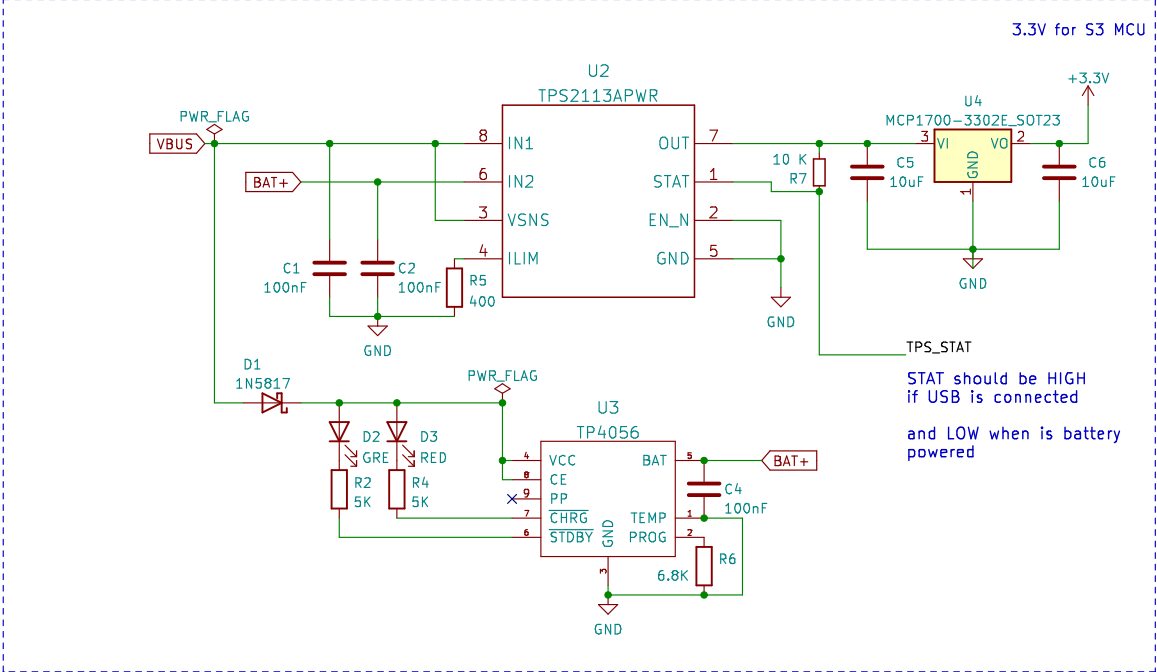 3.3V for S3 MCU
U2
TPS2113APWR
+3.3V
U4
MCP1700-3302E_SOT23
PWR_FLAG
VBUS
8 IN1
OUT 7
3 VI
VO 2
GND
1
10 K
R7
C5
10uF
C6
10uF
BAT+
6 IN2
STAT 1
3 VSNS
EN_N 2
4 ILIM
GND 5
C1
100nF
C2
100nF
R5
400
GND
GND
GND
TPS_STAT
STAT should be HIGH
if USB is connected
and LOW when is battery
powered
D1
1N5817
PWR_FLAG
U3
TP4056
D2
GRE
D3
RED
R2
5K
R4
5K
4 VCC
8 CE
9 PP
7 CHRG
6 STDBY
GND
3
BAT 5
TEMP 1
PROG 2
BAT+
C4
100nF
R6
6.8K
GND